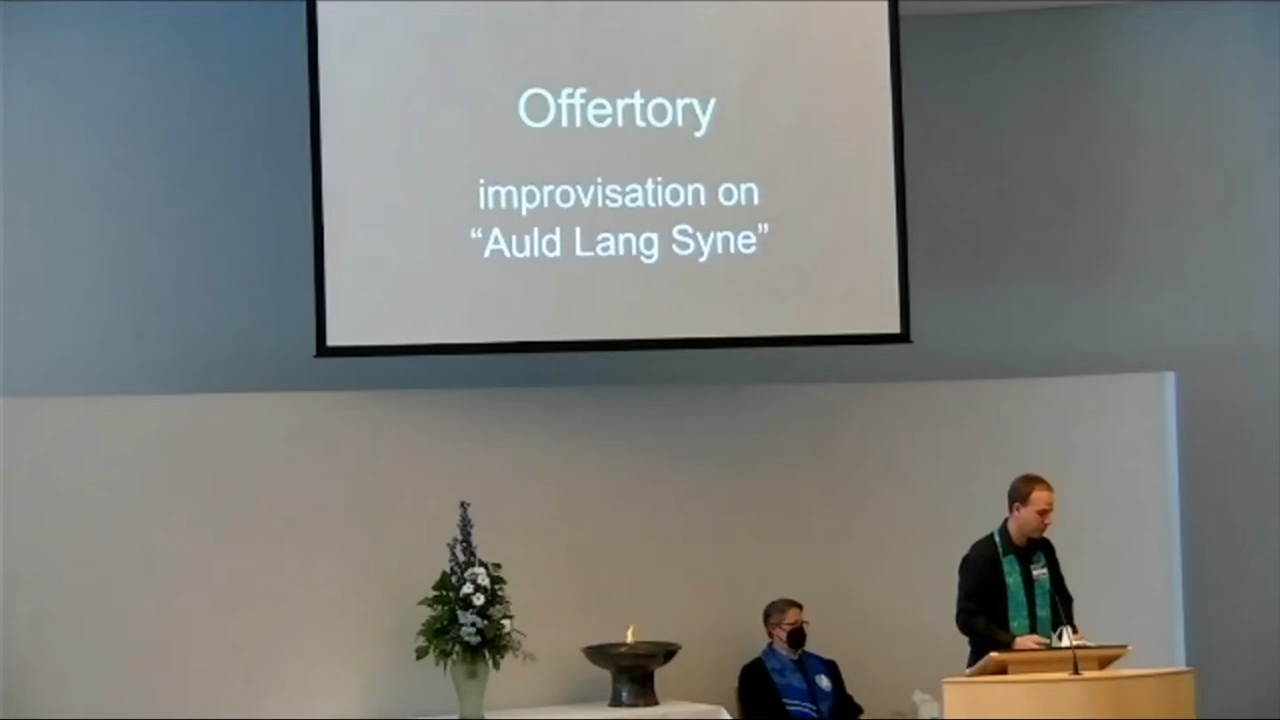 Offertory
improvisation on
“Auld Lang Syne”